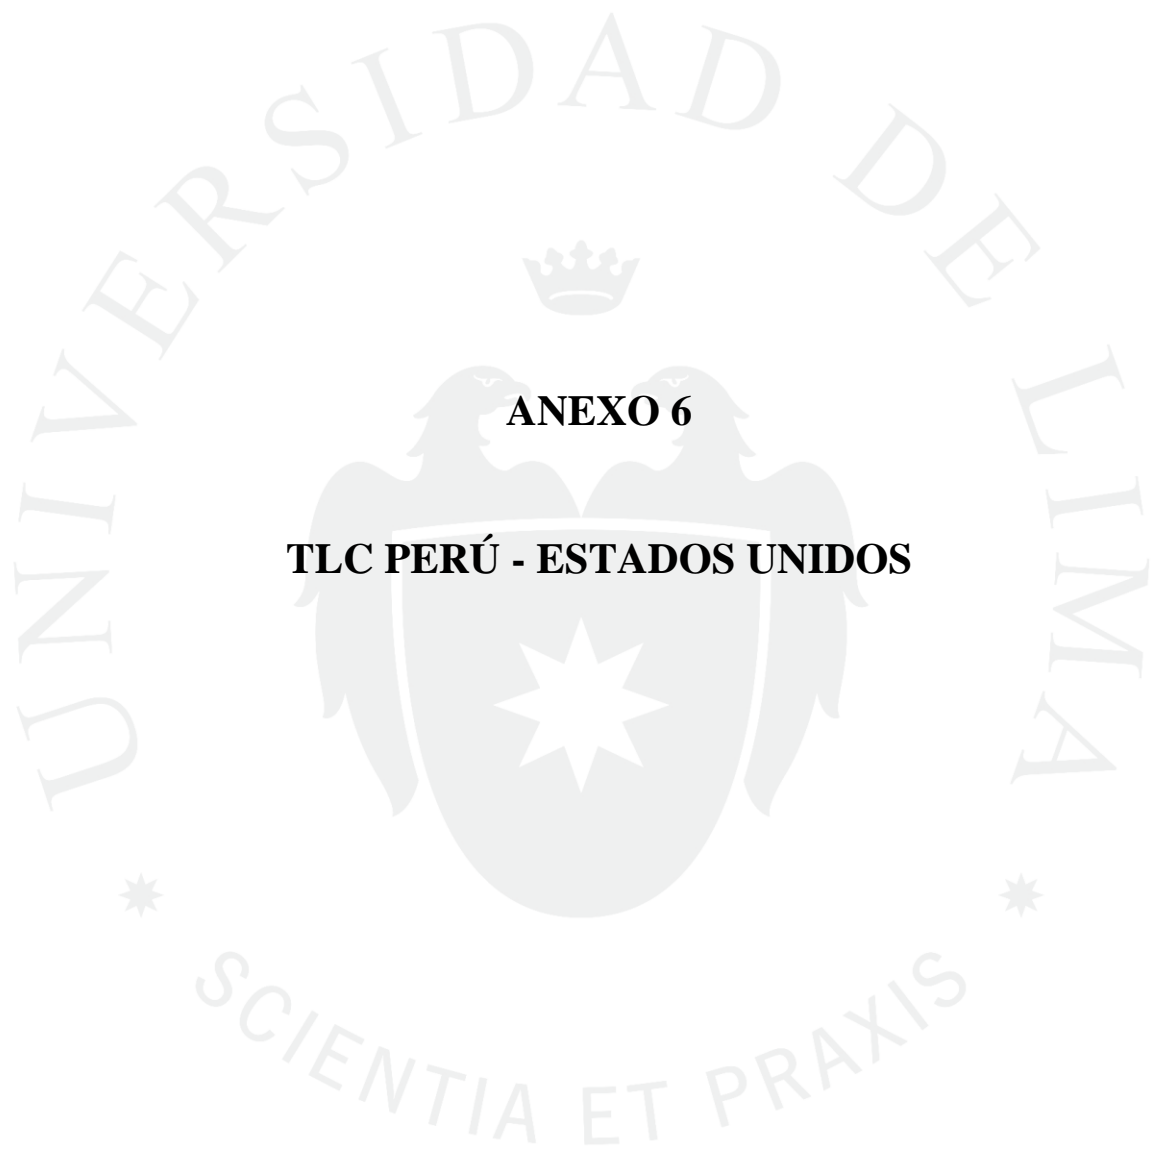 UNIVERSIDAD DE LIMA
ANEXO 6
TLC PERÚ - ESTADOS UNIDOS
SCIENTIA ET PRAXIS